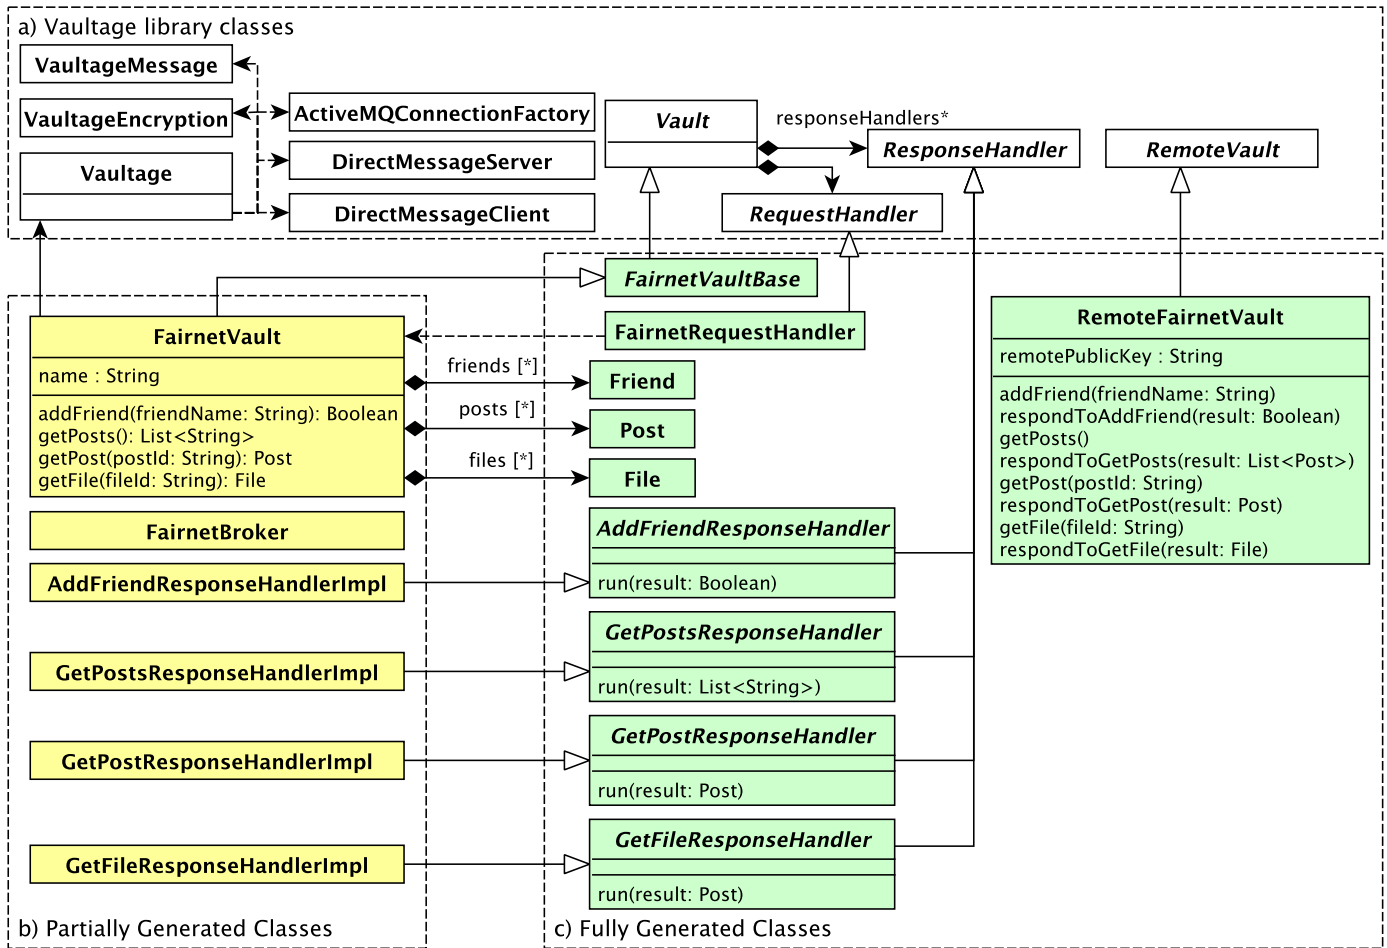 a) Vaultage library classes
VaultageMessage
VaultageEncryption
Vaultage
ActiveMQConnectionFactory
DirectMessageServer
DirectMessageClient
Vault
responseHandlers*
ResponseHandler
RequestHandler
RemoteVault
FairnetVaultBase
FairnetRequestHandler
FairnetVault
name : String
addFriend(friendName: String): Boolean
getPosts(): List<String>
getPost(postId: String): Post
getFile(fileId: String): File
friends [*]
posts [*]
files [*]
Friend
Post
File
RemoteFairnetVault
remotePublicKey : String
addFriend(friendName: String)
respondToAddFriend(result: Boolean)
getPosts()
respondToGetPosts(result: List<Post>)
getPost(postId: String)
respondToGetPost(result: Post)
getFile(fileId: String)
respondToGetFile(result: File)
FairnetBroker
AddFriendResponseHandlerImpl
AddFriendResponseHandler
run(result: Boolean)
GetPostsResponseHandlerImpl
GetPostsResponseHandler
run(result: List<String>)
GetPostResponseHandlerImpl
GetPostResponseHandler
run(result: Post)
GetFileResponseHandlerImpl
GetFileResponseHandler
run(result: Post)
b) Partially Generated Classes
c) Fully Generated Classes